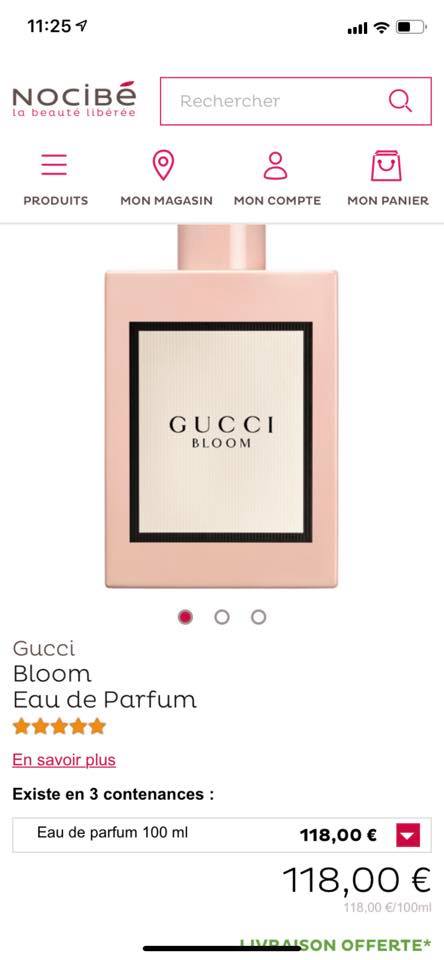 11:25
NOCIBÉ
la beauté libérée
Rechercher
PRODUITS
MON MAGASIN
MON COMPTE
MON PANIER
GUCCI
BLOOM
Gucci
Bloom
Eau de Parfum
En savoir plus
Existe en 3 contenances :
Eau de parfum 100 ml 118,00 €
118,00 €
118,00 €/100ml
LIVRAISON OFFERTE*